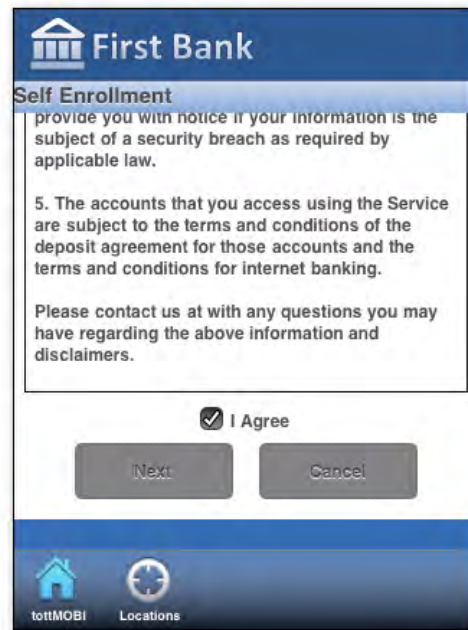 First Bank
Self Enrollment
provide you with notice if your information is the
subject of a security breach as required by
applicable law.
5. The accounts that you access using the Service
are subject to the terms and conditions of the
deposit agreement for those accounts and the
terms and conditions for internet banking.
Please contact us at with any questions you may
have regarding the above information and
disclaimers.
I Agree
Next Cancel
tottMOBI Locations